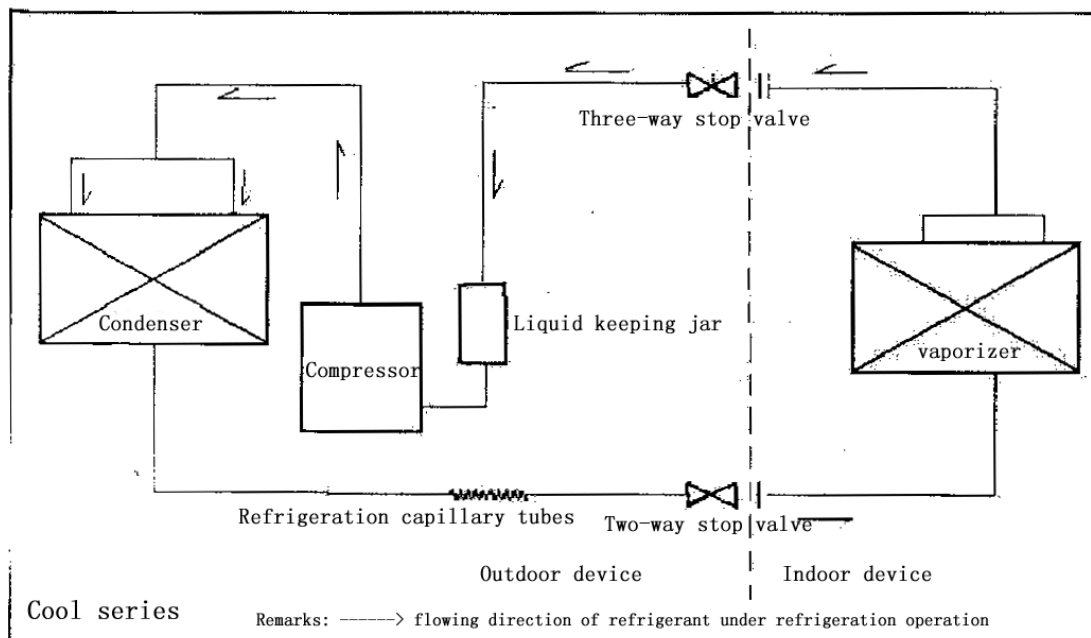 Three-way stop valve
Condenser
Compressor
Liquid keeping jar
vaporizer
Refrigeration capillary tubes
Two-way stop valve
Outdoor device
Indoor device
Cool series
Remarks: ------> flowing direction of refrigerant under refrigeration operation